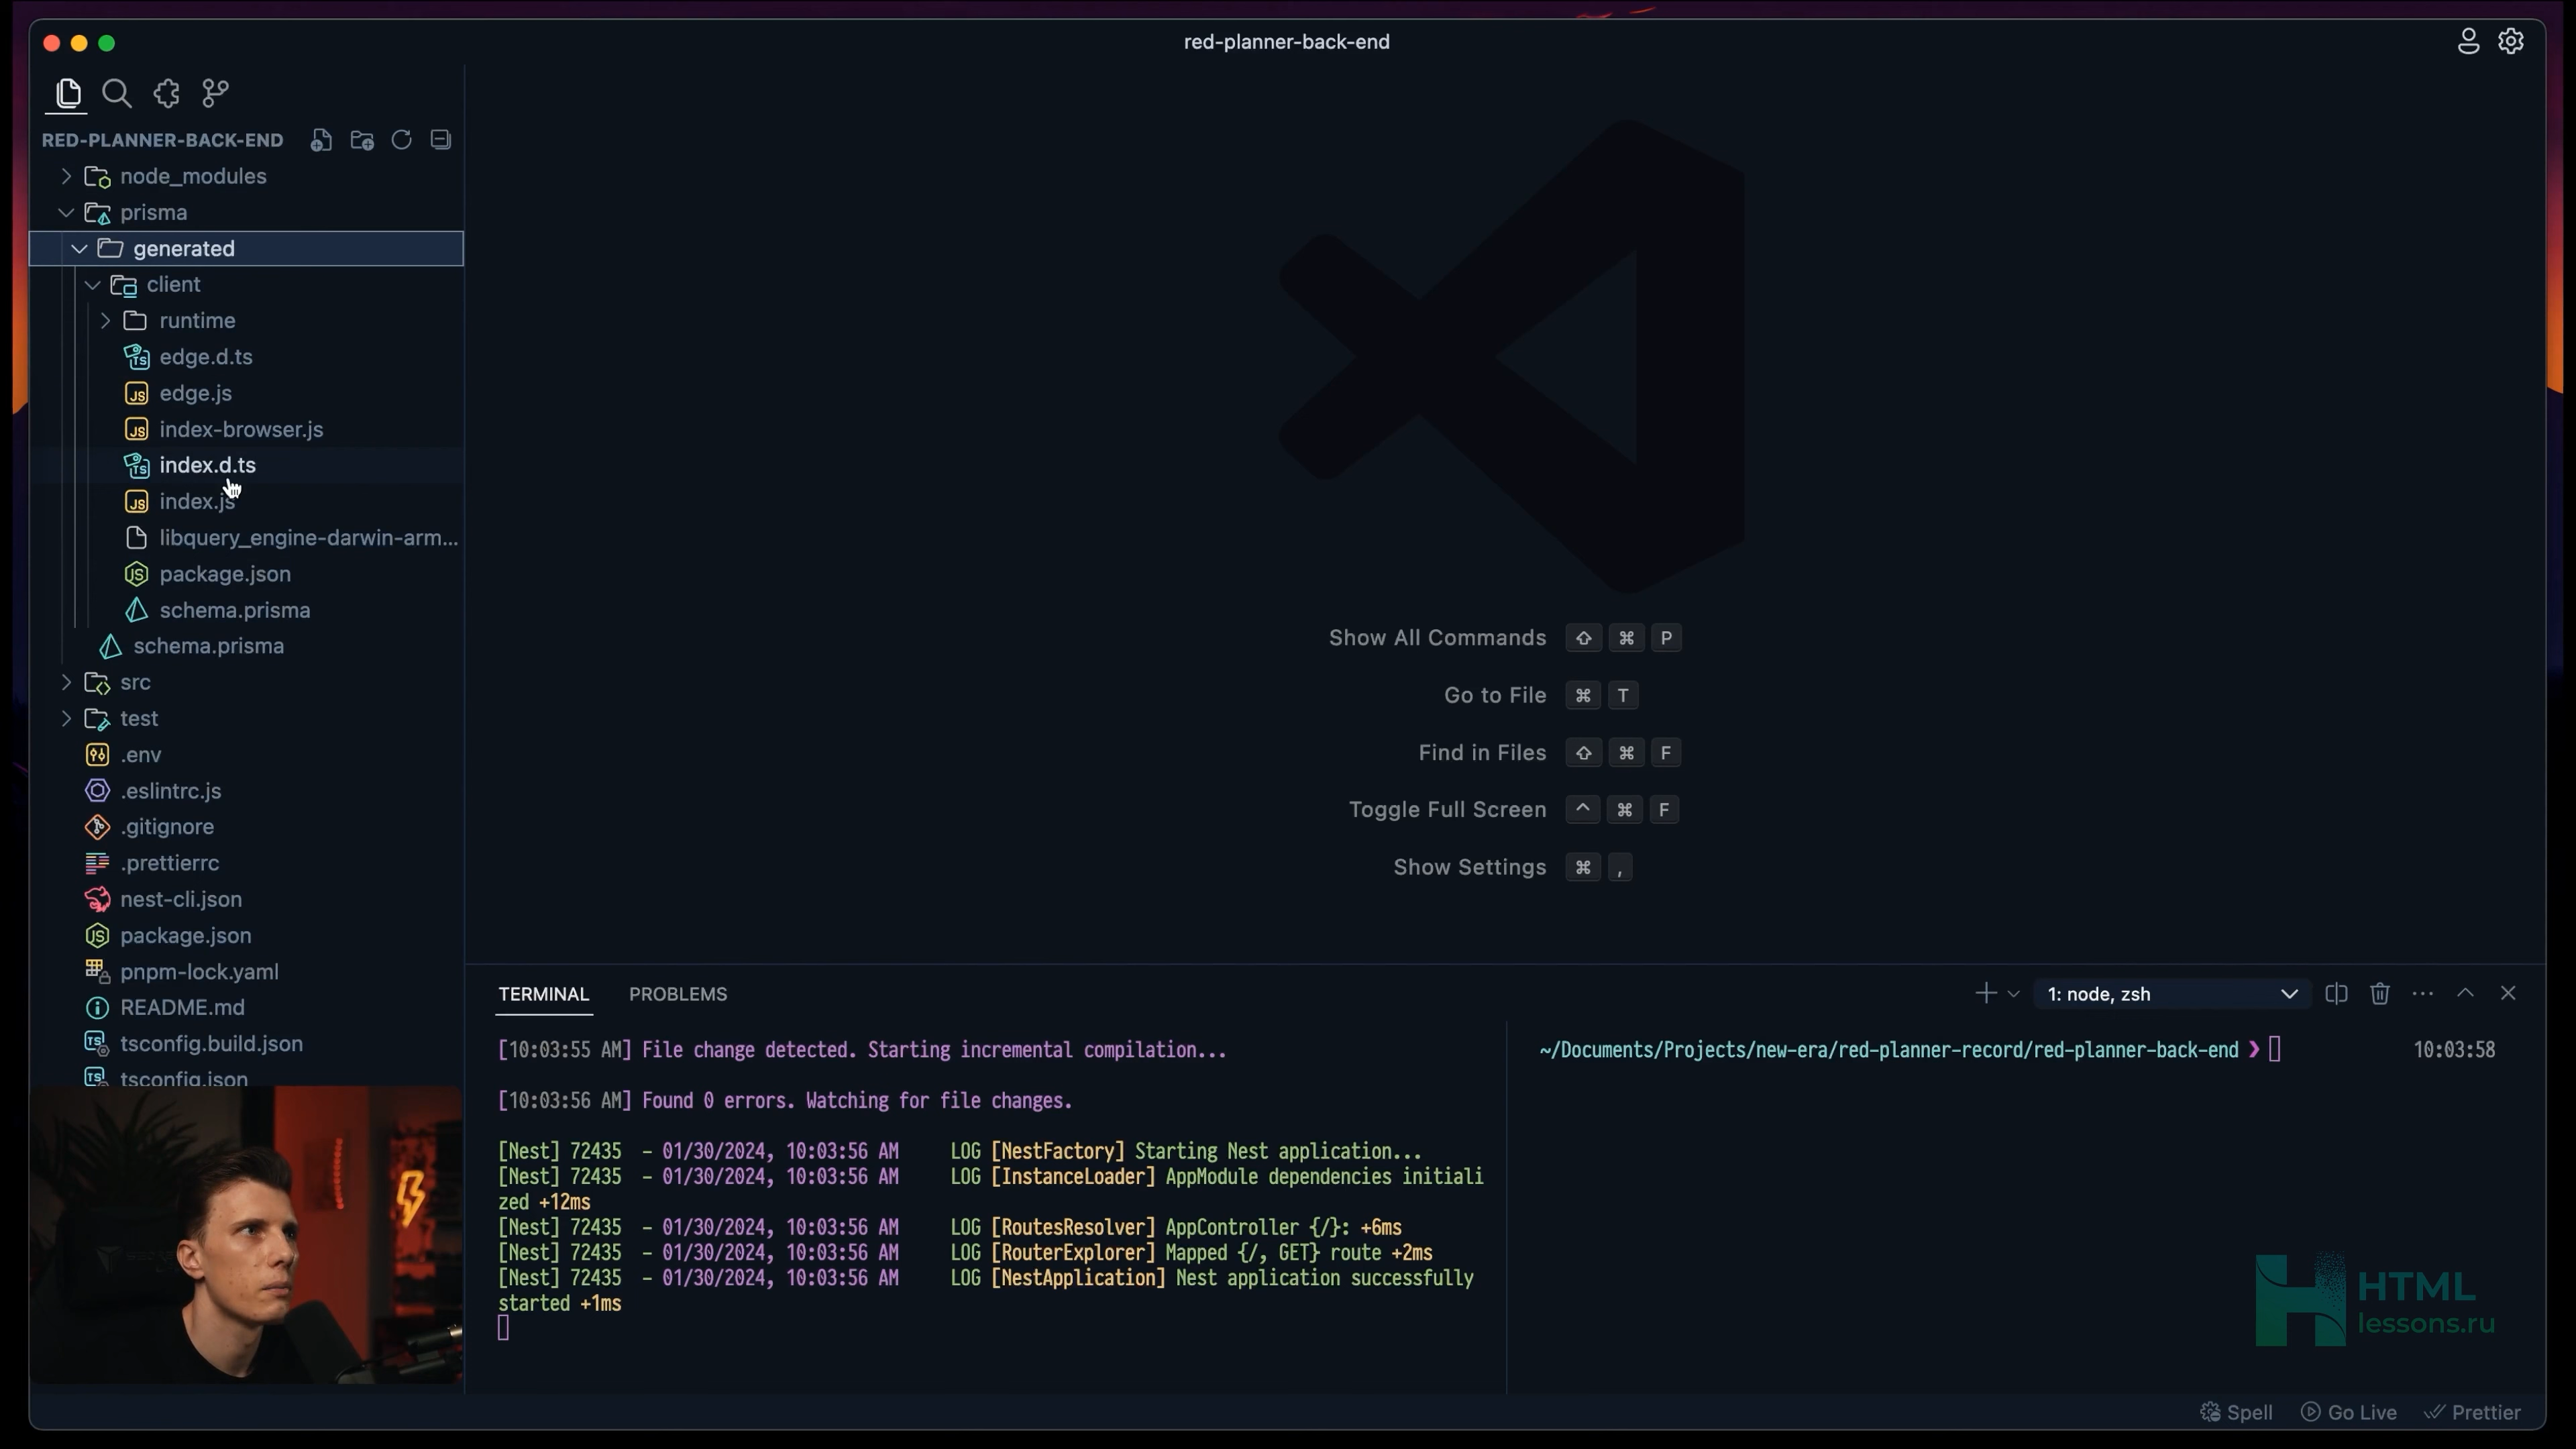 red-planner-back-end
RED-PLANNER-BACK-END
node_modules
prisma
generated
client
runtime
edge.d.ts
edge.js
index-browser.js
index.d.ts
index.js
libquery_engine-darwin-arm...
package.json
schema.prisma
schema.prisma
src
test
.env
.eslintrc.js
.gitignore
.prettierrc
nest-cli.json
package.json
pnpm-lock.yaml
README.md
tsconfig.build.json
tsconfig.json
Show All Commands ⇧ ⌘ P
Go to File ⌘ T
Find in Files ⇧ ⌘ F
Toggle Full Screen ^ ⌘ F
Show Settings ⌘ ,
TERMINAL PROBLEMS
1: node, zsh
[10:03:55 AM] File change detected. Starting incremental compilation...
[10:03:56 AM] Found 0 errors. Watching for file changes.
[Nest] 72435 - 01/30/2024, 10:03:56 AM LOG [NestFactory] Starting Nest application...
[Nest] 72435 - 01/30/2024, 10:03:56 AM LOG [InstanceLoader] AppModule dependencies initiali
zed +12ms
[Nest] 72435 - 01/30/2024, 10:03:56 AM LOG [RoutesResolver] AppController {/}: +6ms
[Nest] 72435 - 01/30/2024, 10:03:56 AM LOG [RouterExplorer] Mapped {/, GET} route +2ms
[Nest] 72435 - 01/30/2024, 10:03:56 AM LOG [NestApplication] Nest application successfully
started +1ms
~/Documents/Projects/new-era/red-planner-record/red-planner-back-end ❯ 10:03:58
HTML
lessons.ru
Spell Go Live Prettier